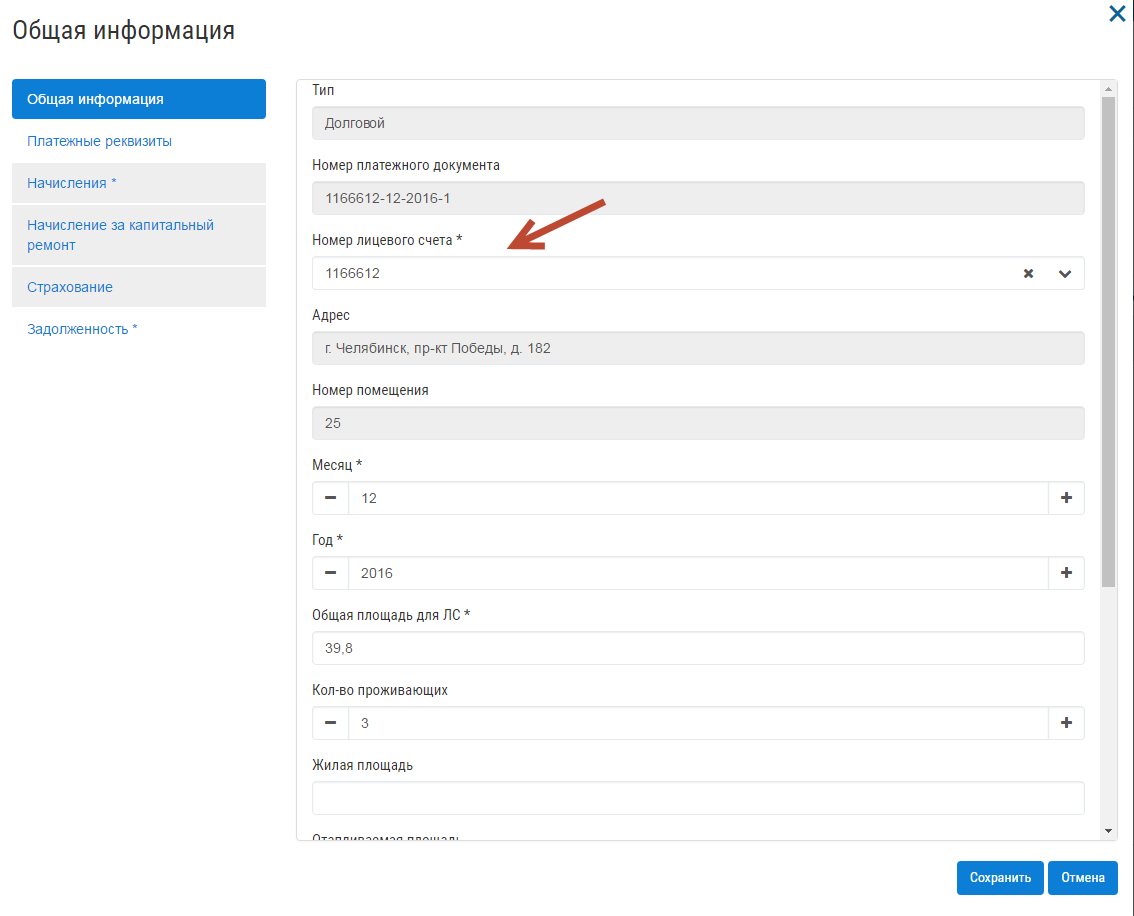 Общая информация
Общая информация
Платежные реквизиты
Начисления *
Начисление за капитальный
ремонт
Страхование
Задолженность *
Тип
Долговой
Номер платежного документа
1166612-12-2016-1
Номер лицевого счета *
1166612
Адрес
г. Челябинск, пр-кт Победы, д. 182
Номер помещения
25
Месяц *
12
Год *
2016
Общая площадь для ЛС *
39,8
Кол-во проживающих
3
Жилая площадь
Отапливаемая площадь
Сохранить
Отмена